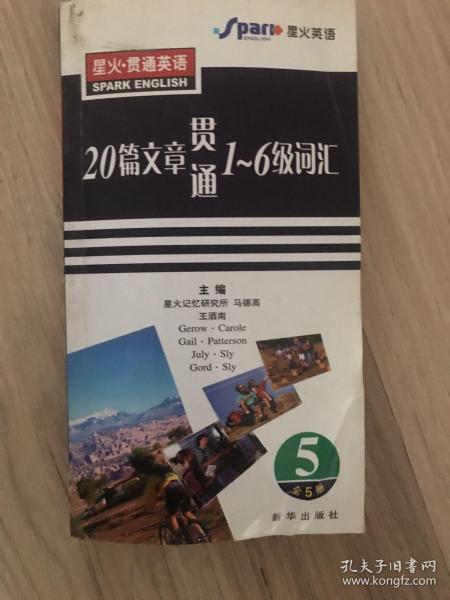 Spark
ENGLISH
星火英语
星火·贯通英语
SPARK ENGLISH
20篇文章贯通1~6级词汇
主编
星火记忆研究所 马德高
王酒南
Gerow·Carole
Gail·Patterson
July·Sly
Gord·Sly
5
全5册
新华出版社
孔夫子旧书网
www.kongfz.com